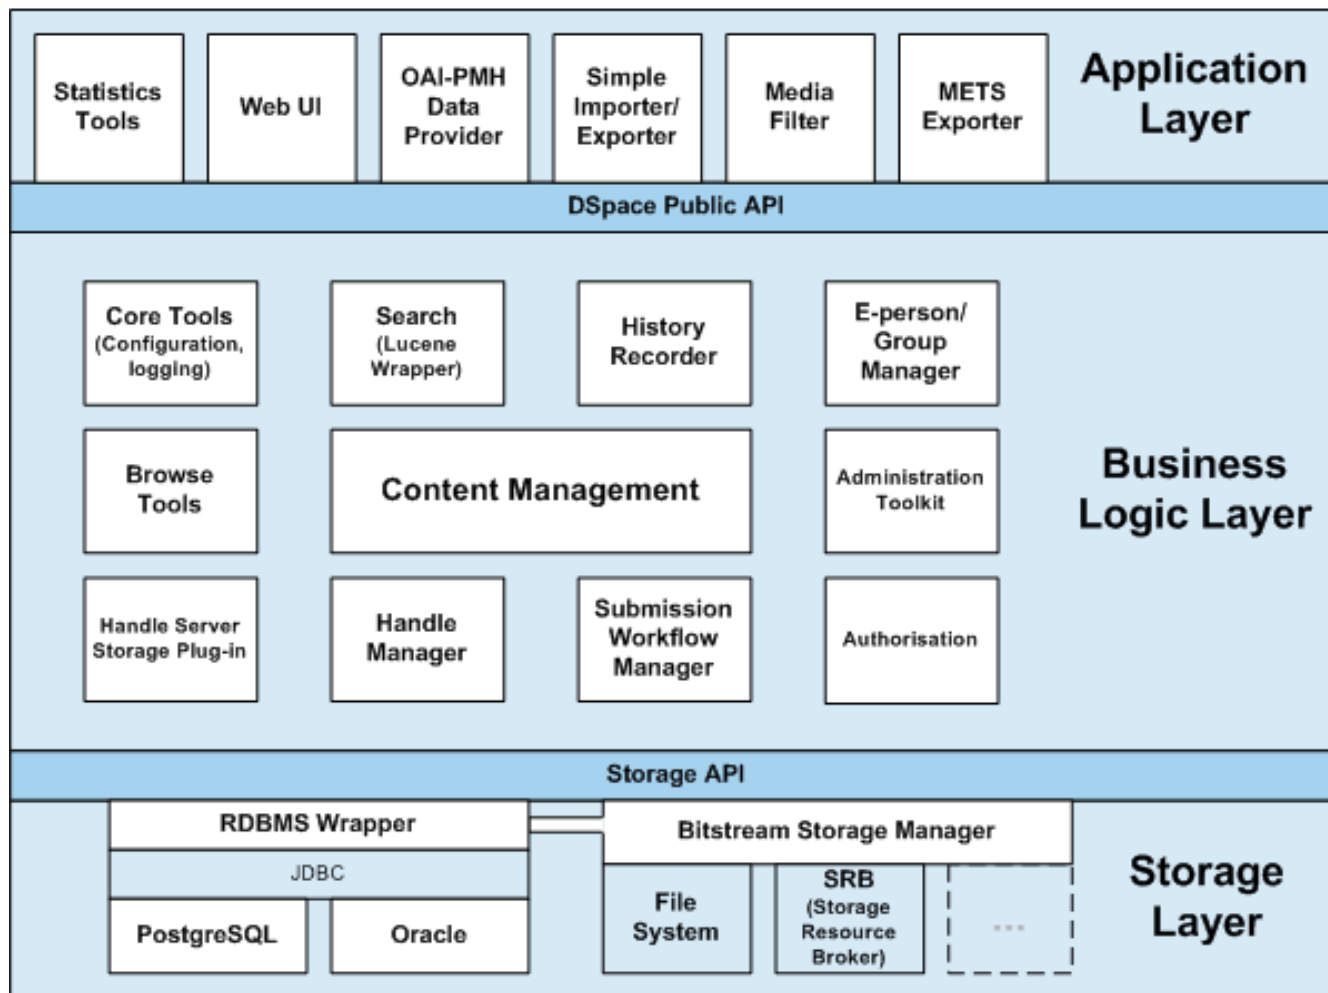 Statistics
Tools
Web UI
OAI-PMH
Data
Provider
Simple
Importer/
Exporter
Media
Filter
METS
Exporter
Application
Layer
DSpace Public API
Core Tools
(Configuration,
logging)
Search
(Lucene
Wrapper)
History
Recorder
E-person/
Group
Manager
Browse
Tools
Content Management
Administration
Toolkit
Business
Logic Layer
Handle Server
Storage Plug-in
Handle
Manager
Submission
Workflow
Manager
Authorisation
Storage API
RDBMS Wrapper
Bitstream Storage Manager
JDBC
PostgreSQL
Oracle
File
System
SRB
(Storage
Resource
Broker)
...
Storage
Layer